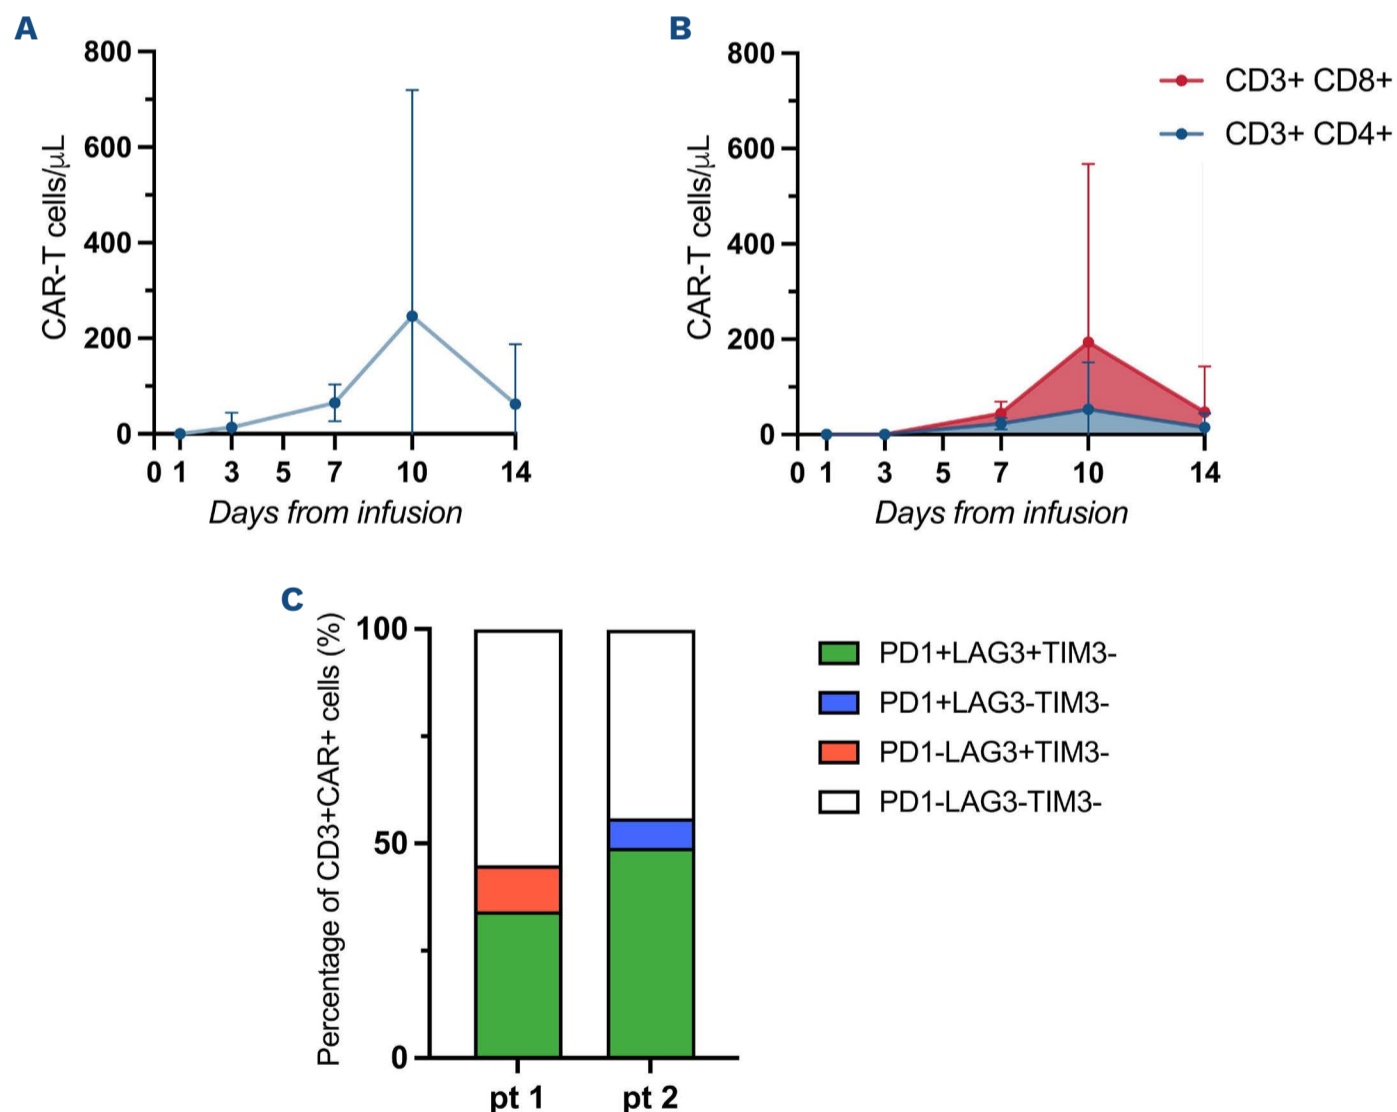 A
800
600
400
200
0
CAR-T cells/μL
0 1 3 5 7 10 14
Days from infusion
B
800
600
400
200
0
CAR-T cells/μL
0 1 3 5 7 10 14
Days from infusion
CD3+ CD8+
CD3+ CD4+
C
100
50
0
Percentage of CD3+CAR+ cells (%)
pt 1 pt 2
PD1+LAG3+TIM3-
PD1+LAG3-TIM3-
PD1-LAG3+TIM3-
PD1-LAG3-TIM3-